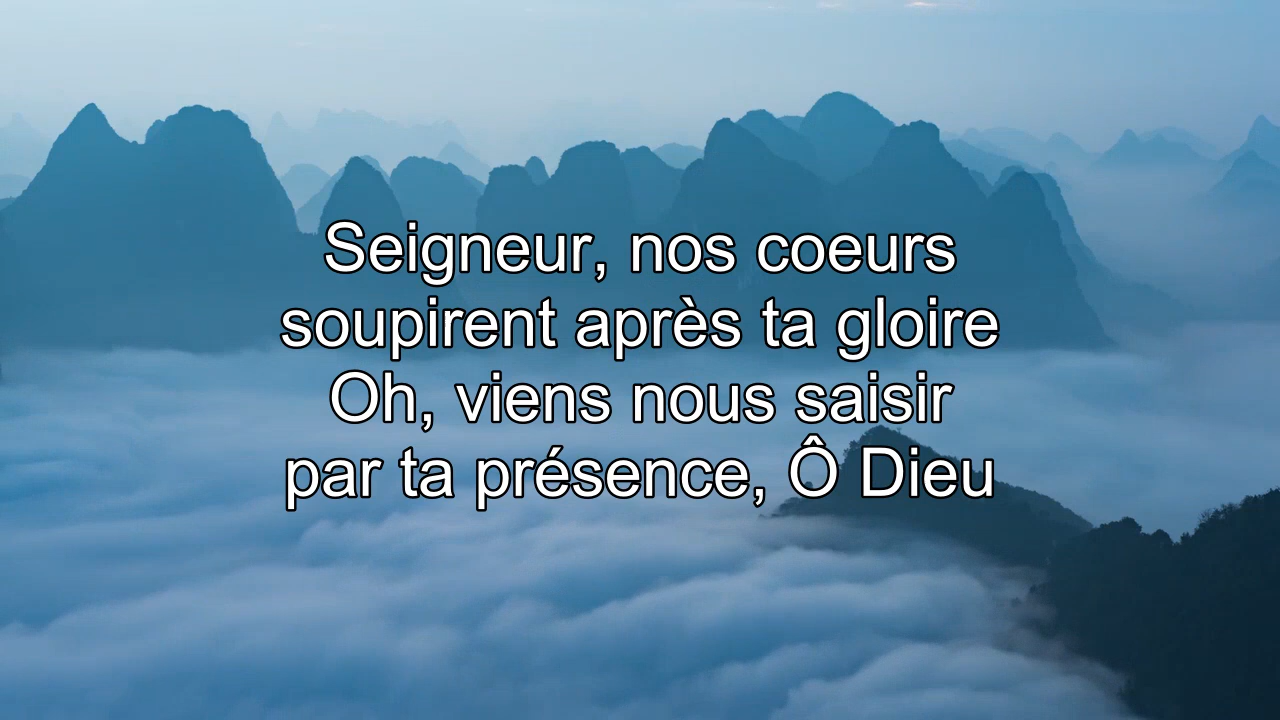 Seigneur, nos coeurs
soupirent après ta gloire
Oh, viens nous saisir
par ta présence, Ô Dieu